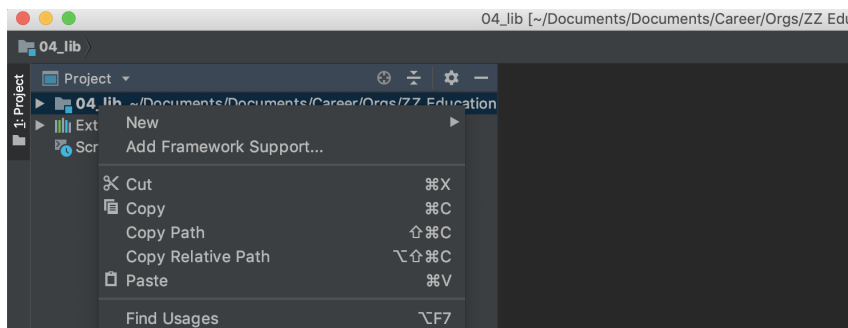 04_lib [~/Documents/Documents/Career/Orgs/ZZ Edu
04_lib
1: Project
Project
04_lib ~/Documents/Documents/Career/Orgs/ZZ Education
Ext
Scr
New
Add Framework Support...
Cut ⌘X
Copy ⌘C
Copy Path ⇧⌘C
Copy Relative Path ⌥⇧⌘C
Paste ⌘V
Find Usages ⌥F7